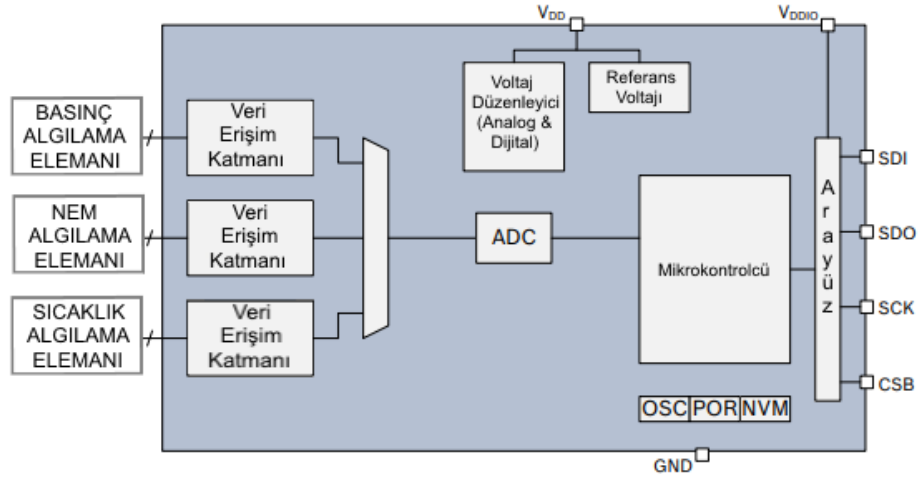 VDD
VDDIO
Voltaj
Düzenleyici
(Analog &
Dijital)
Referans
Voltajı
BASINÇ
ALGILAMA
ELEMANI
Veri
Erişim
Katmanı
NEM
ALGILAMA
ELEMANI
Veri
Erişim
Katmanı
SICAKLIK
ALGILAMA
ELEMANI
Veri
Erişim
Katmanı
ADC
Mikrokontrolcü
Arayüz
SDI
SDO
SCK
CSB
OSC POR NVM
GND